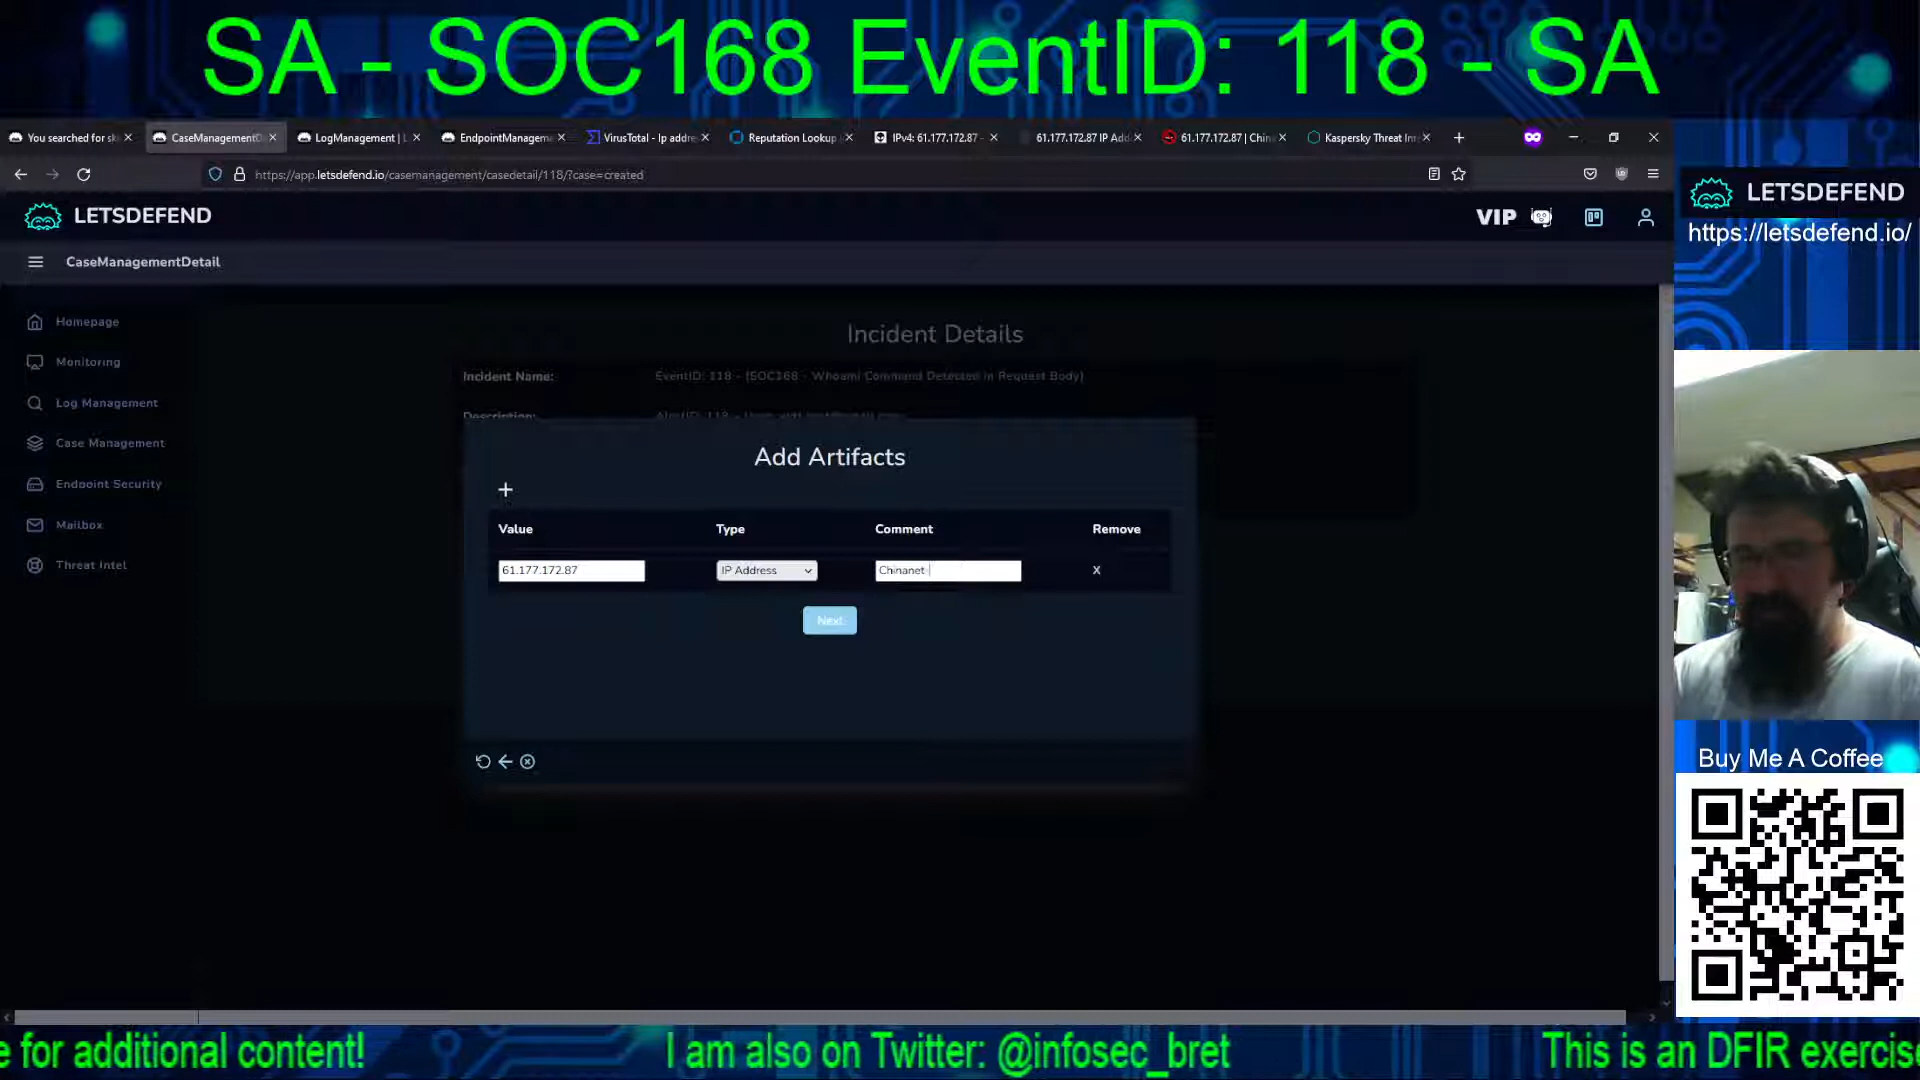 SA - SOC168 EventID: 118 - SA
You searched for sk
CaseManagementD
LogManagement | L
EndpointManageme
VirusTotal - Ip addre
Reputation Lookup
IPv4: 61.177.172.87 -
61.177.172.87 IP Add
61.177.172.87 | Chin
Kaspersky Threat Int
https://app.letsdefend.io/casemanagement/casedetail/118/?case=created
LETSDEFEND
VIP
LETSDEFEND
https://letsdefend.io/
CaseManagementDetail
Homepage
Monitoring
Log Management
Case Management
Endpoint Security
Mailbox
Threat Intel
Incident Details
Incident Name:
EventID: 118 - [SOC168 - Whoami Command Detected in Request Body]
Description:
Add Artifacts
Value Type Comment Remove
61.177.172.87 IP Address Chinanet X
Next
Buy Me A Coffee
e for additional content!
I am also on Twitter: @infosec_bret
This is an DFIR exercise